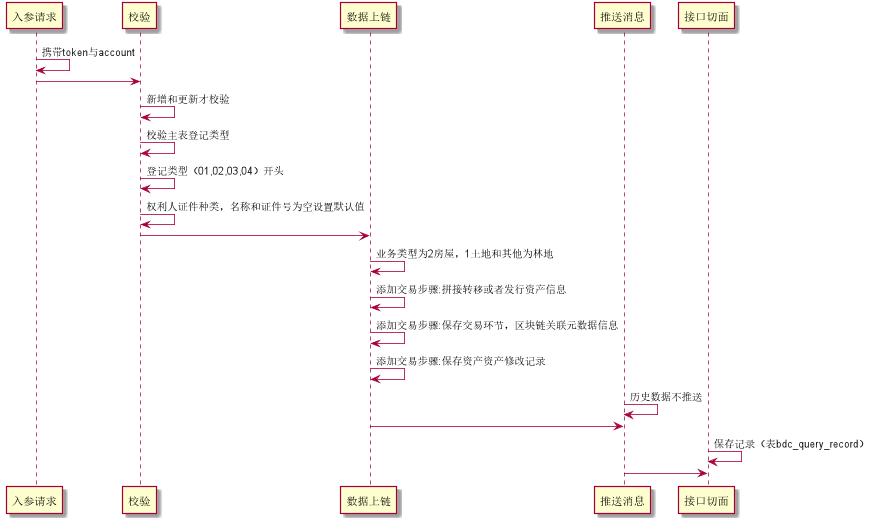 入参请求 校验 数据上链 推送消息 接口切面
携带token与account
新增和更新才校验
校验主表登记类型
登记类型（01,02,03,04）开头
权利人证件种类，名称和证件号为空设置默认值
业务类型为2房屋，1土地和其他为林地
添加交易步骤:拼接转移或者发行资产信息
添加交易步骤:保存交易环节，区块链关联元数据信息
添加交易步骤:保存资产资产修改记录
历史数据不推送
保存记录（表bdc_query_record）
入参请求 校验 数据上链 推送消息 接口切面